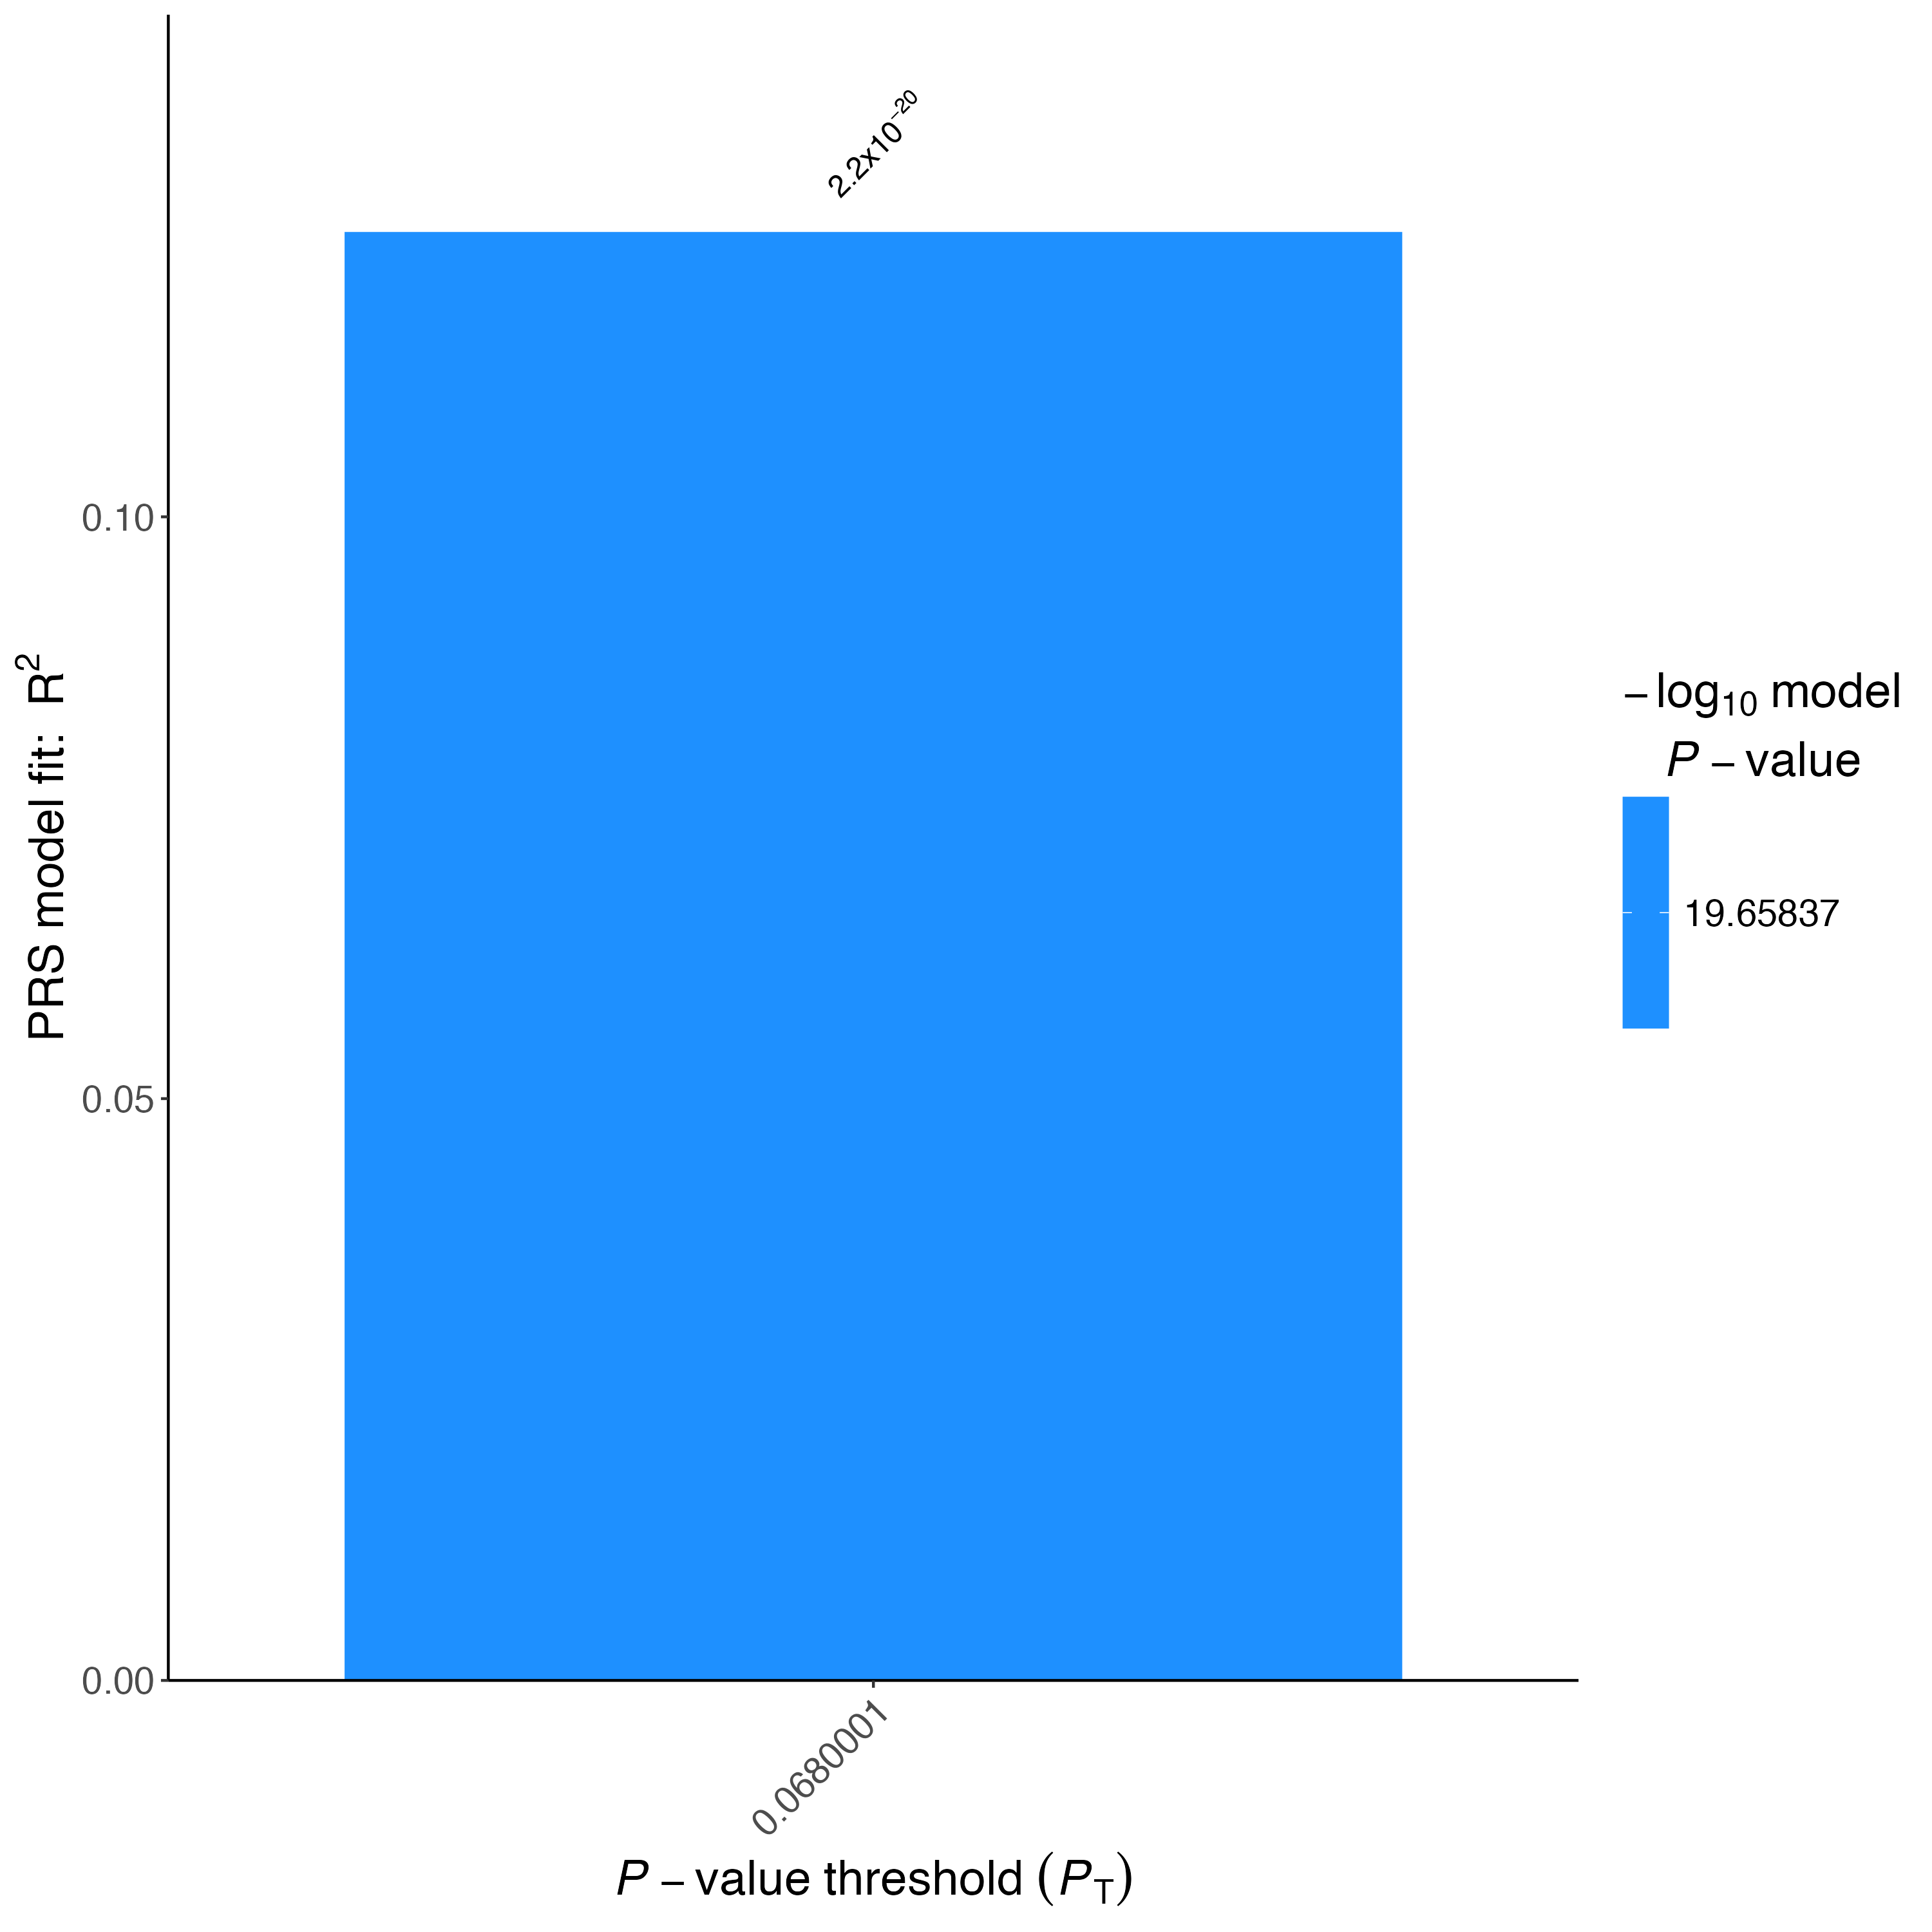 2.2x10⁻²⁰
0.10
0.05
0.00
PRS model fit: R²
0.0680001
P – value threshold (P_T)
– log₁₀ model
P – value
19.65837